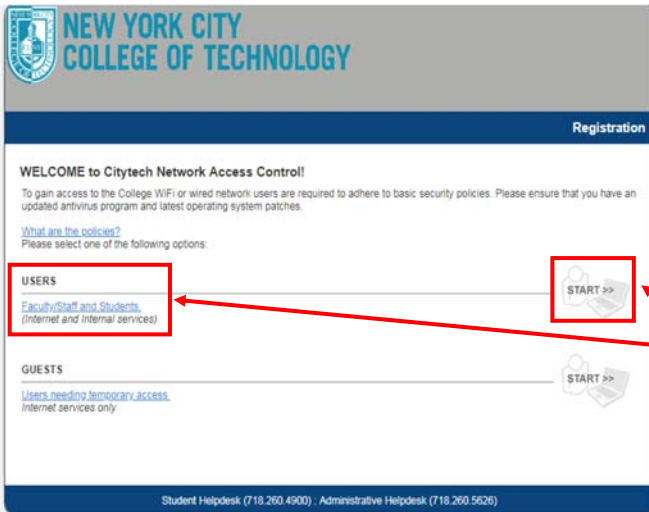 NEW YORK CITY
COLLEGE OF TECHNOLOGY
Registration
WELCOME to Citytech Network Access Control!
To gain access to the College WiFi or wired network users are required to adhere to basic security policies. Please ensure that you have an
updated antivirus program and latest operating system patches.
What are the policies?
Please select one of the following options:
USERS
START >>
Faculty/Staff and Students.
(Internet and Internal services)
GUESTS
START >>
Users needing temporary access.
Internet services only
Student Helpdesk (718.260.4900) : Administrative Helpdesk (718.260.5626)